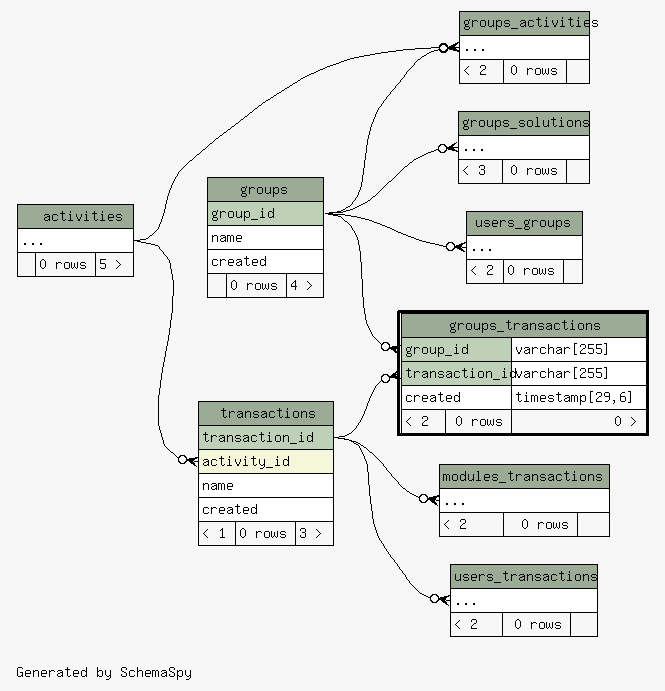 groups_activities
...
< 2 0 rows
groups_solutions
...
< 3 0 rows
groups
group_id
name
created
0 rows 4 >
activities
...
0 rows 5 >
users_groups
...
< 2 0 rows
groups_transactions
group_id varchar[255]
transaction_id varchar[255]
created timestamp[29,6]
< 2 0 rows 0 >
transactions
transaction_id
activity_id
name
created
< 1 0 rows 3 >
modules_transactions
...
< 2 0 rows
users_transactions
...
< 2 0 rows
Generated by SchemaSpy